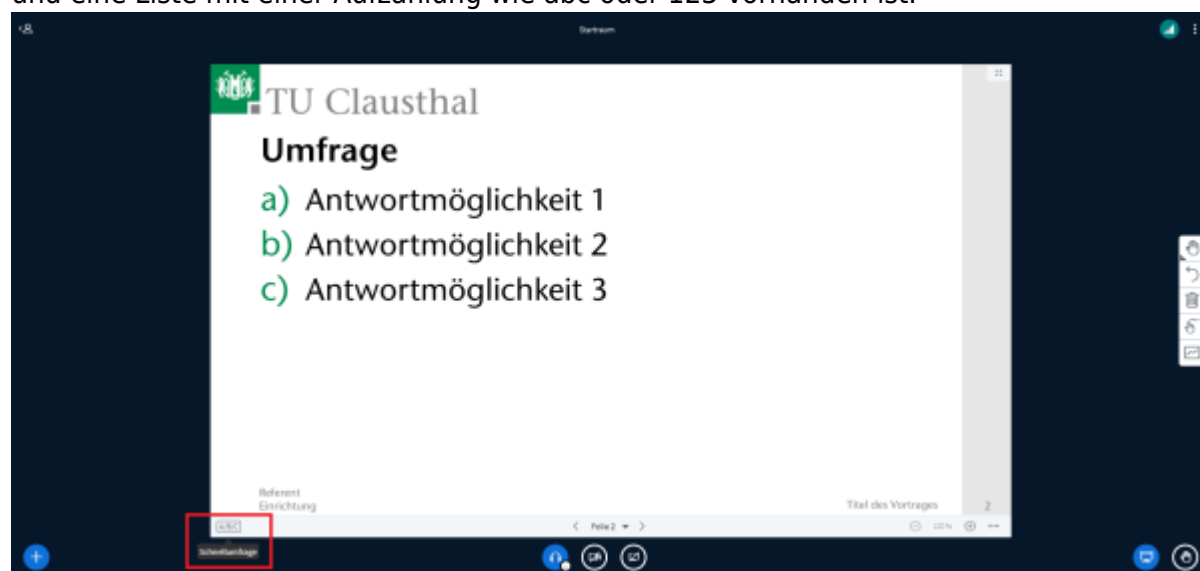 und eine Liste mit einer Aufzählung wie abc oder 123 vorhanden ist.
Startraum
TU Clausthal
Umfrage
a) Antwortmöglichkeit 1
b) Antwortmöglichkeit 2
c) Antwortmöglichkeit 3
Referent
Einrichtung
Titel des Vortrages 2
A/B/C
Folie 2
100%
Schnellumfrage